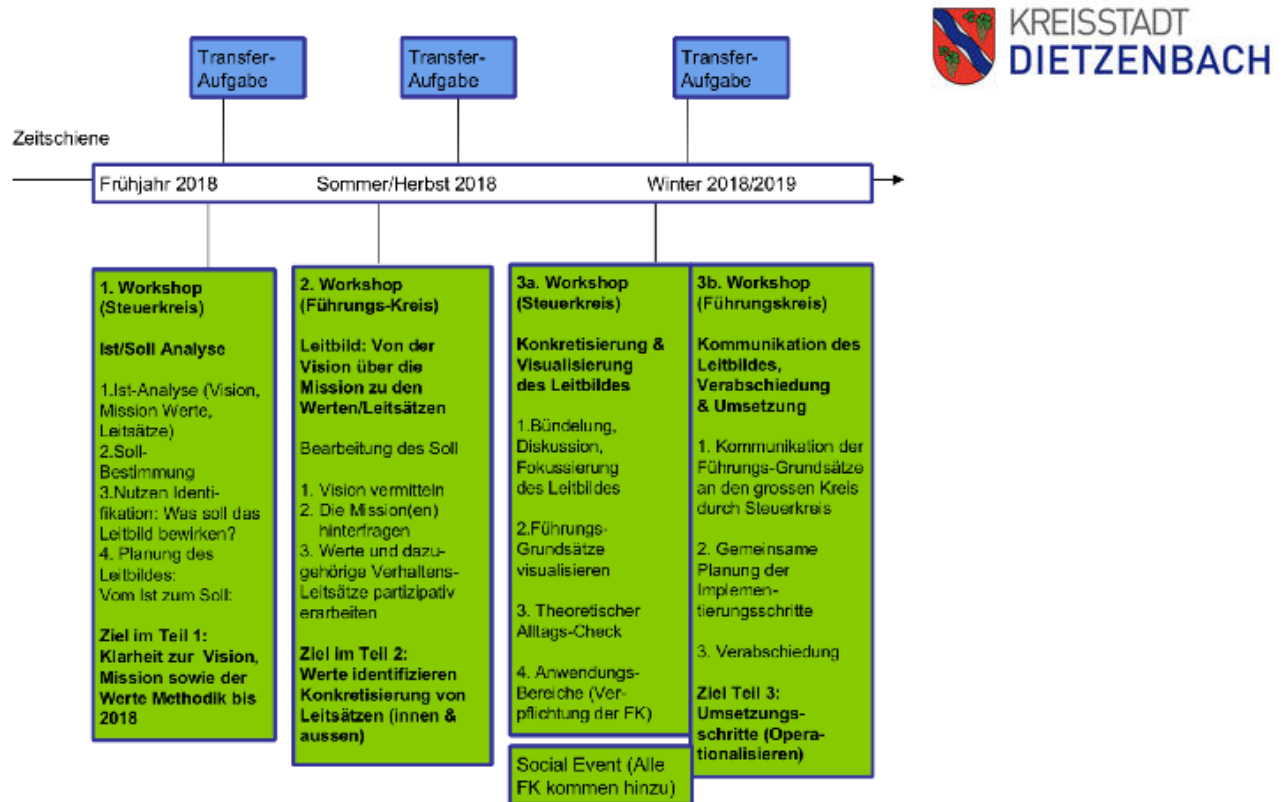 KREISSTADT
DIETZENBACH
Transfer-
Aufgabe
Transfer-
Aufgabe
Transfer-
Aufgabe
Zeitschiene
Frühjahr 2018
Sommer/Herbst 2018
Winter 2018/2019
1. Workshop
(Steuerkreis)
Ist/Soll Analyse
1.Ist-Analyse (Vision,
Mission Werte,
Leitsätze)
2.Soll-
Bestimmung
3.Nutzen Identi-
fikation: Was soll das
Leitbild bewirken?
4. Planung des
Leitbildes:
Vom Ist zum Soll:
Ziel im Teil 1:
Klarheit zur Vision,
Mission sowie der
Werte Methodik bis
2018
2. Workshop
(Führungs-Kreis)
Leitbild: Von der
Vision über die
Mission zu den
Werten/Leitsätzen
Bearbeitung des Soll
1. Vision vermitteln
2. Die Mission(en)
hinterfragen
3. Werte und dazu-
gehörige Verhaltens-
Leitsätze partizipativ
erarbeiten
Ziel im Teil 2:
Werte identifizieren
Konkretisierung von
Leitsätzen (innen &
aussen)
3a. Workshop
(Steuerkreis)
Konkretisierung &
Visualisierung
des Leitbildes
1.Bündelung,
Diskussion,
Fokussierung
des Leitbildes
2.Führungs-
Grundsätze
visualisieren
3. Theoretischer
Alltags-Check
4. Anwendungs-
Bereiche (Ver-
pflichtung der FK)
Social Event (Alle
FK kommen hinzu)
3b. Workshop
(Führungskreis)
Kommunikation des
Leitbildes,
Verabschiedung
& Umsetzung
1. Kommunikation der
Führungs-Grundsätze
an den grossen Kreis
durch Steuerkreis
2. Gemeinsame
Planung der
Implemen-
tierungsschritte
3. Verabschiedung
Ziel Teil 3:
Umsetzungs-
schritte (Opera-
tionalisieren)